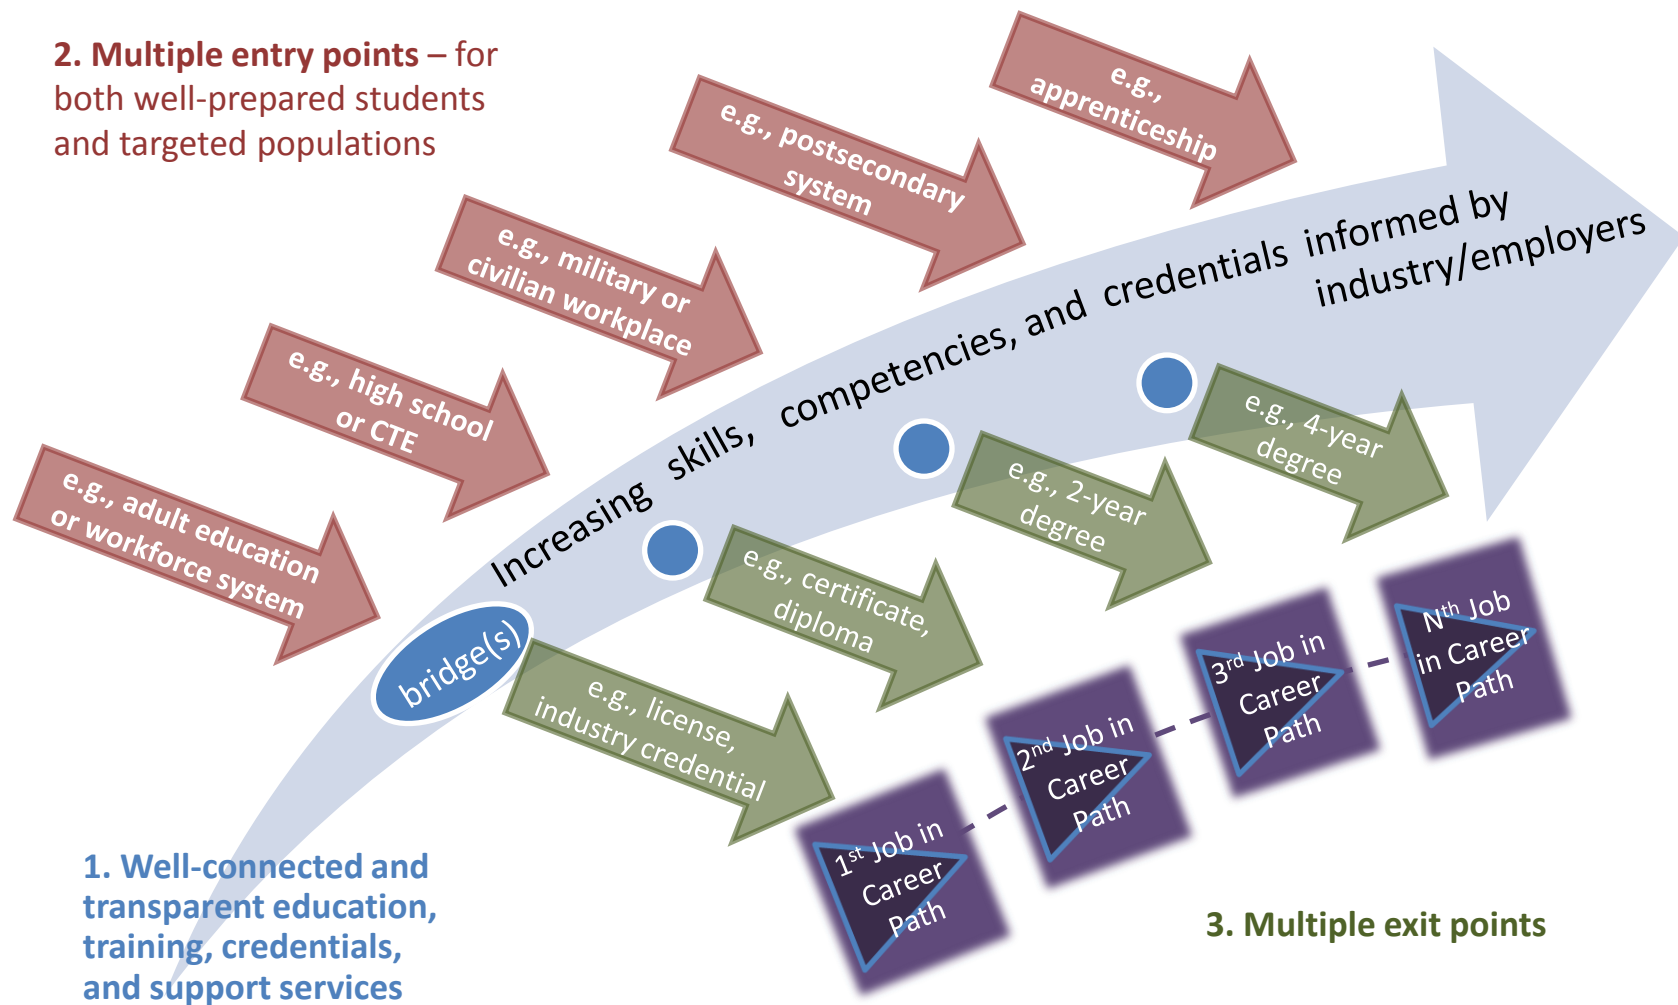 2. Multiple entry points – for
both well-prepared students
and targeted populations
e.g.,
apprenticeship
e.g., postsecondary
system
e.g., military or
civilian workplace
e.g., high school
or CTE
e.g., adult education
or workforce system
Increasing skills, competencies, and credentials informed by
industry/employers
bridge(s)
e.g., license,
industry credential
e.g., certificate,
diploma
e.g., 2-year
degree
e.g., 4-year
degree
1st Job in
Career
Path
2nd Job in
Career
Path
3rd Job in
Career
Path
Nth Job
in Career
Path
1. Well-connected and
transparent education,
training, credentials,
and support services
3. Multiple exit points